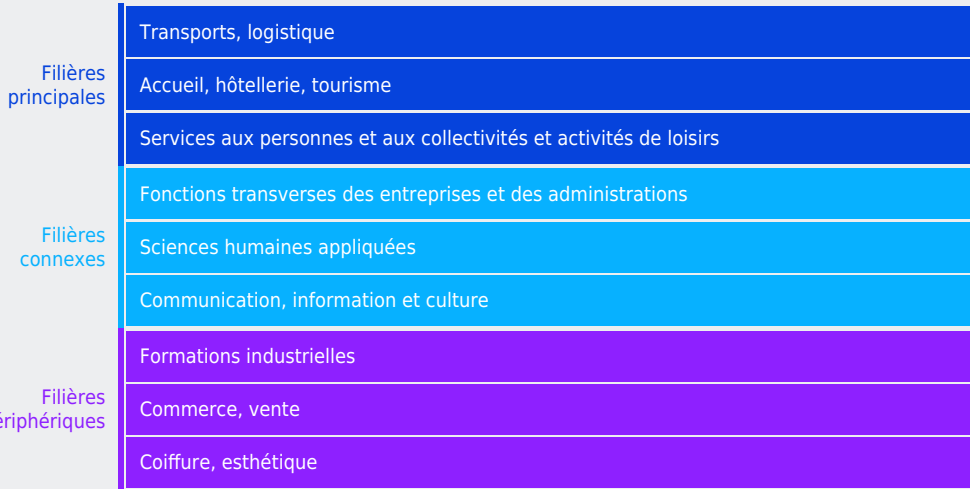 Filières
principales
Transports, logistique
Accueil, hôtellerie, tourisme
Services aux personnes et aux collectivités et activités de loisirs
Filières
connexes
Fonctions transverses des entreprises et des administrations
Sciences humaines appliquées
Communication, information et culture
Filières
ériphériques
Formations industrielles
Commerce, vente
Coiffure, esthétique